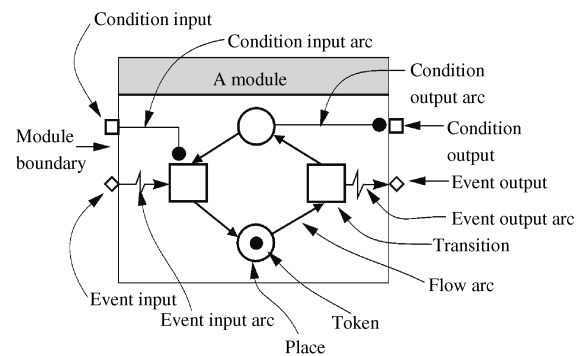 Condition input
Condition input arc
A module
Condition
output arc
Module
boundary
Condition
output
Event output
Event output arc
Transition
Flow arc
Event input
Event input arc
Token
Place